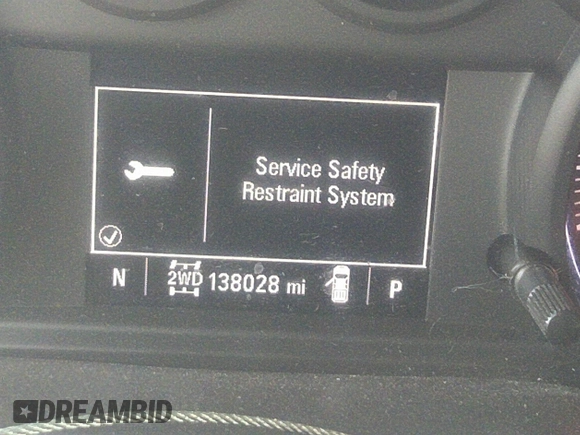 Service Safety
Restraint System
N 2WD 138028 mi P
DREAMBID